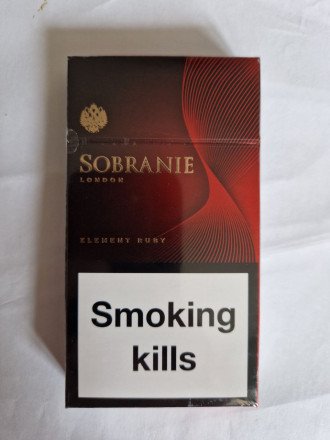 SOBRANIE
LONDON
ELEMENT RUBY
Smoking
kills